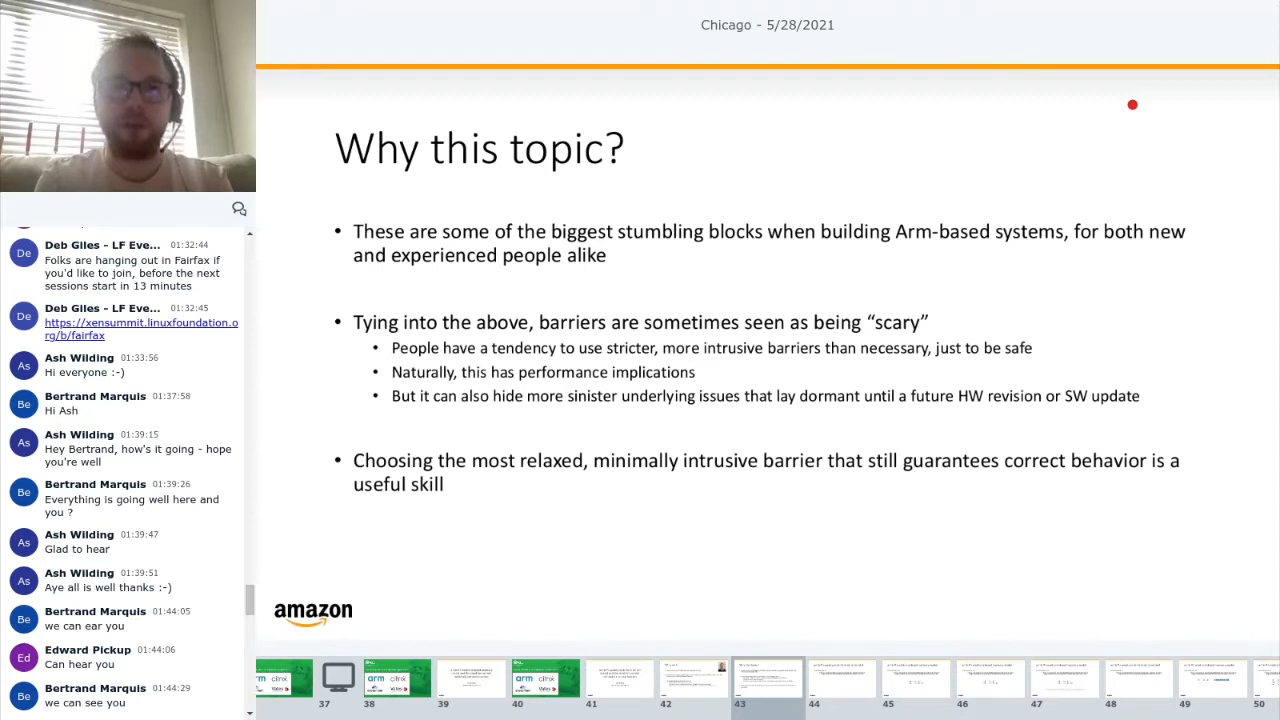 Chicago - 5/28/2021
Why this topic?
• These are some of the biggest stumbling blocks when building Arm-based systems, for both new
and experienced people alike
• Tying into the above, barriers are sometimes seen as being “scary”
• People have a tendency to use stricter, more intrusive barriers than necessary, just to be safe
• Naturally, this has performance implications
• But it can also hide more sinister underlying issues that lay dormant until a future HW revision or SW update
• Choosing the most relaxed, minimally intrusive barrier that still guarantees correct behavior is a
useful skill
amazon
De Deb Giles - LF Eve... 01:32:44
Folks are hanging out in Fairfax if
you'd like to join, before the next
sessions start in 13 minutes
De Deb Giles - LF Eve... 01:32:45
https://xensummit.linuxfoundation.o
rg/b/fairfax
As Ash Wilding 01:33:56
Hi everyone :-)
Be Bertrand Marquis 01:37:58
Hi Ash
As Ash Wilding 01:39:15
Hey Bertrand, how's it going - hope
you're well
Be Bertrand Marquis 01:39:26
Everything is going well here and
you ?
As Ash Wilding 01:39:47
Glad to hear
As Ash Wilding 01:39:51
Aye all is well thanks :-)
Be Bertrand Marquis 01:44:05
we can ear you
Ed Edward Pickup 01:44:06
Can hear you
Be Bertrand Marquis 01:44:29
we can see you
37 38 39 40 41 42 43 44 45 46 47 48 49 50